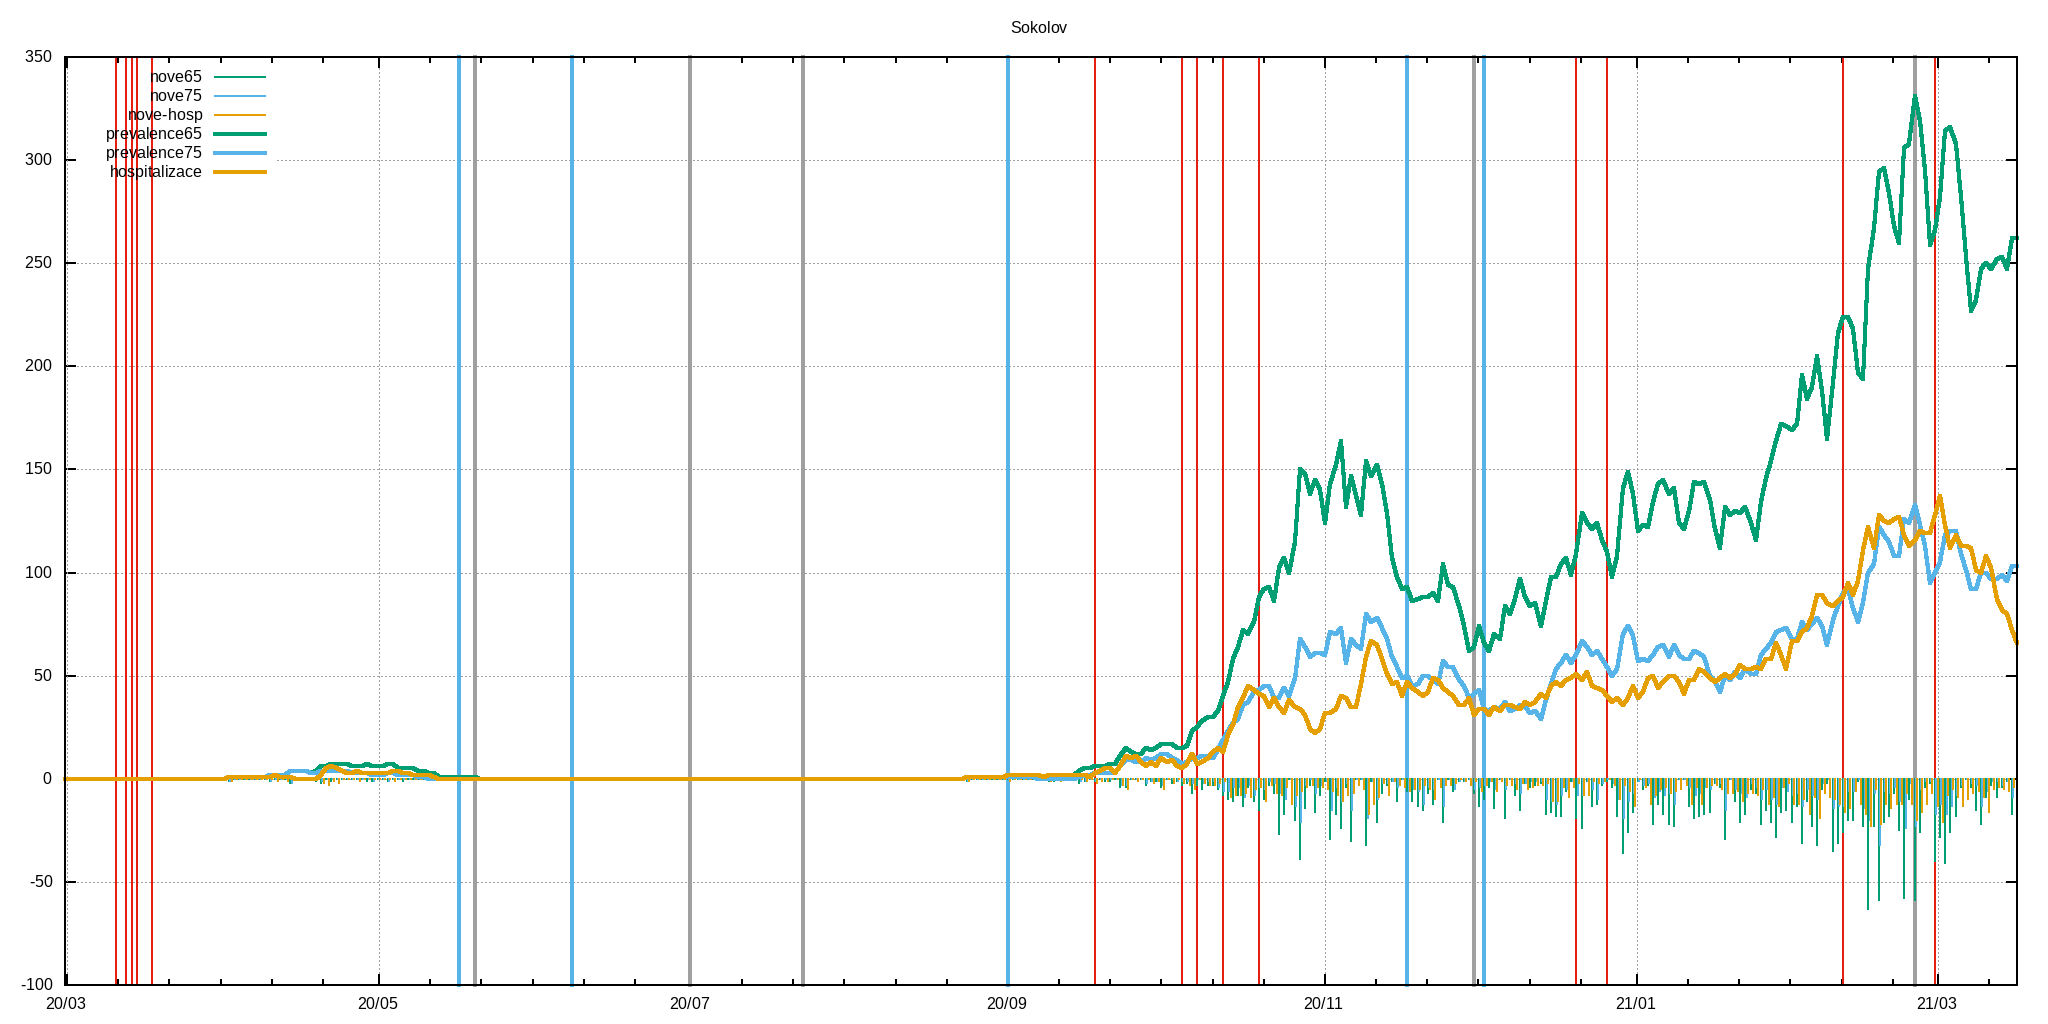 Sokolov
350
300
250
200
150
100
50
0
-50
-100
nove65
nove75
nove-hosp
prevalence65
prevalence75
hospitalizace
20/03 20/05 20/07 20/09 20/11 21/01 21/03